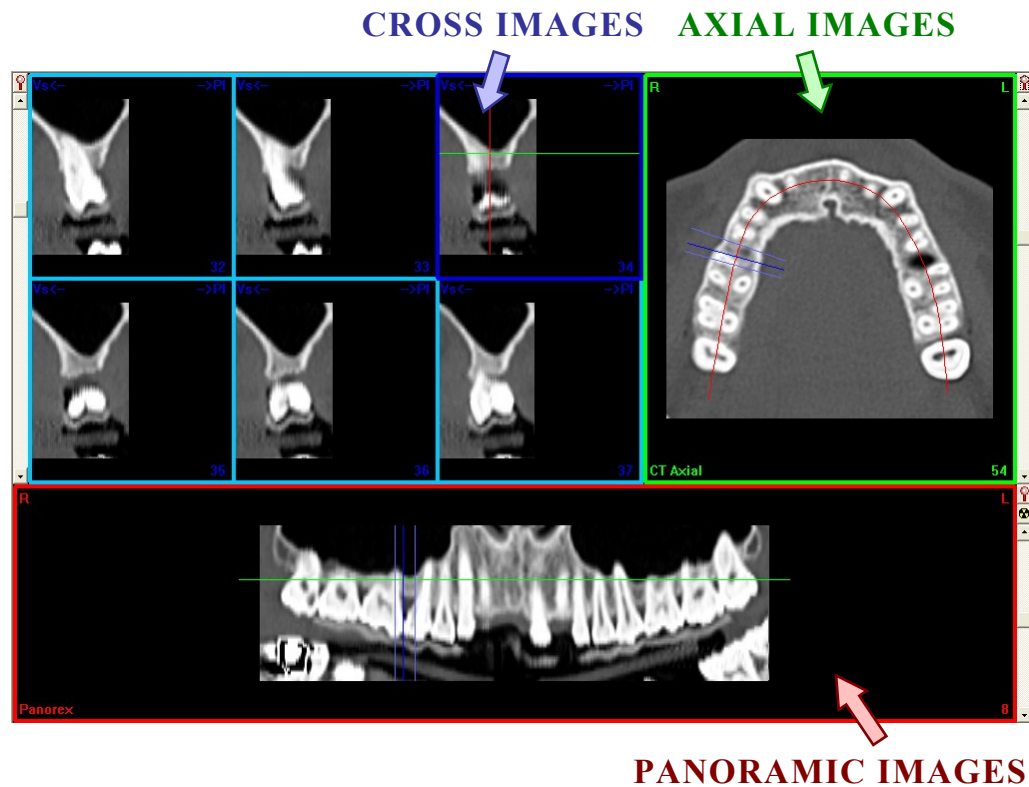 CROSS IMAGES AXIAL IMAGES
Vs<- ->Pl Vs<- ->Pl Vs<- ->Pl R L
32 33 34
Vs<- ->Pl Vs<- ->Pl Vs<- ->Pl
35 36 37 CT Axial 54
R L
Panorex 8
PANORAMIC IMAGES